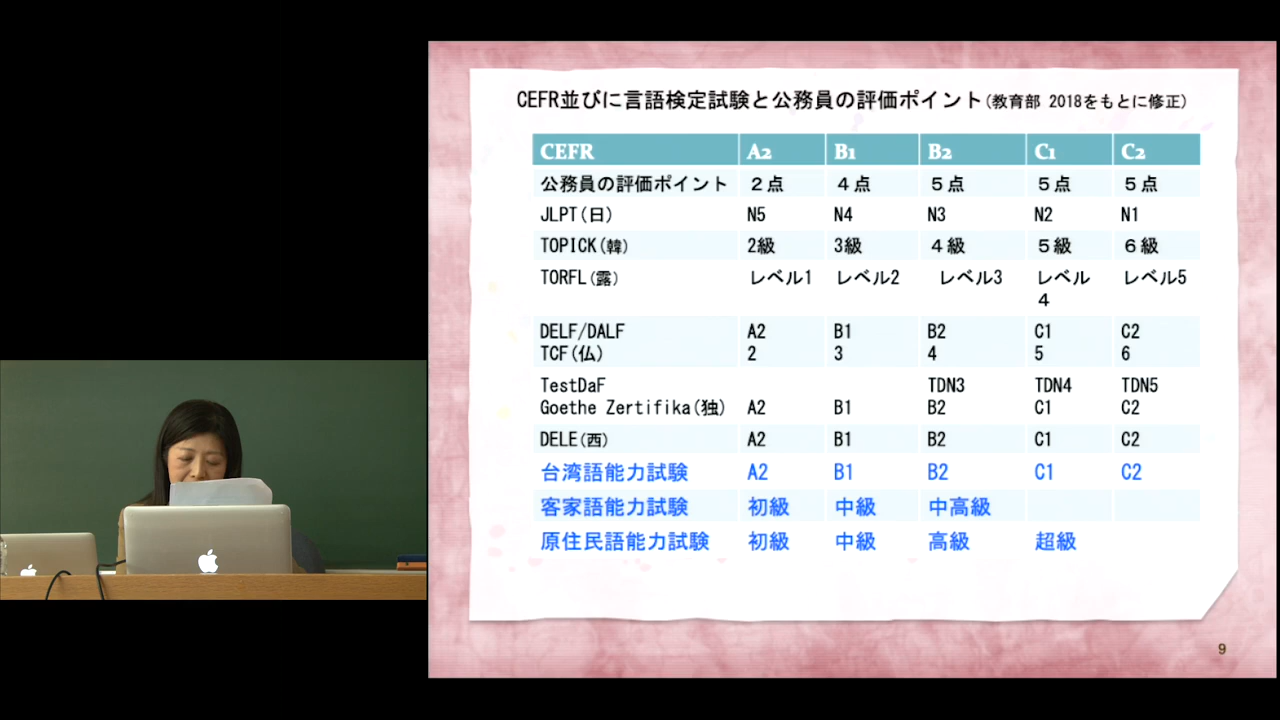 CEFR並びに言語検定試験と公務員の評価ポイント(教育部 2018をもとに修正)
CEFR A2 B1 B2 C1 C2
公務員の評価ポイント 2点 4点 5点 5点 5点
JLPT(日) N5 N4 N3 N2 N1
TOPICK(韓) 2級 3級 4級 5級 6級
TORFL(露) レベル1 レベル2 レベル3 レベル レベル5
4
DELF/DALF A2 B1 B2 C1 C2
TCF(仏) 2 3 4 5 6
TestDaF TDN3 TDN4 TDN5
Goethe Zertifika(独) A2 B1 B2 C1 C2
DELE(西) A2 B1 B2 C1 C2
台湾語能力試験 A2 B1 B2 C1 C2
客家語能力試験 初級 中級 中高級
原住民語能力試験 初級 中級 高級 超級
9